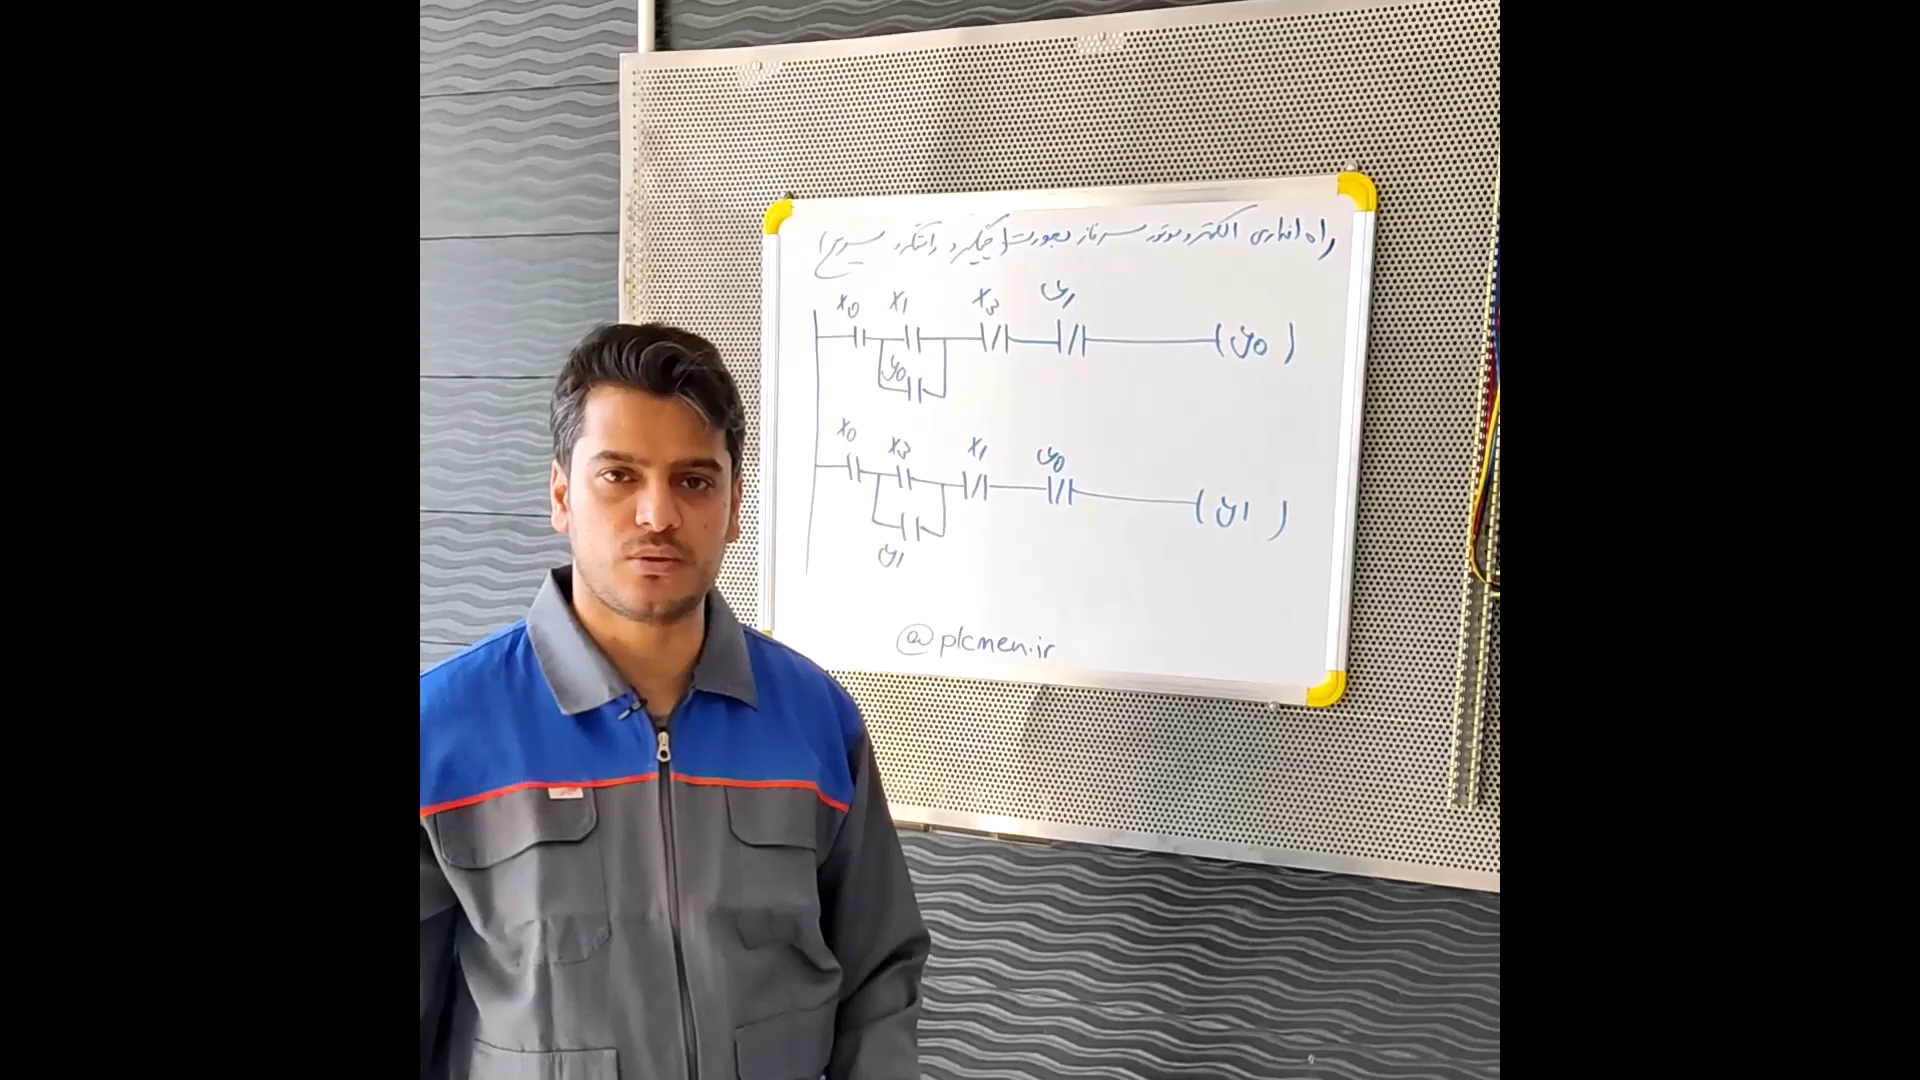 راه اندازی الکتروموتور سه فاز بصورت (چپگرد راستگرد سریع)
X0 X1 X3 y1 (y0)
y0
X0 X3 X1 y0 (y1)
y1
@plcmen.ir